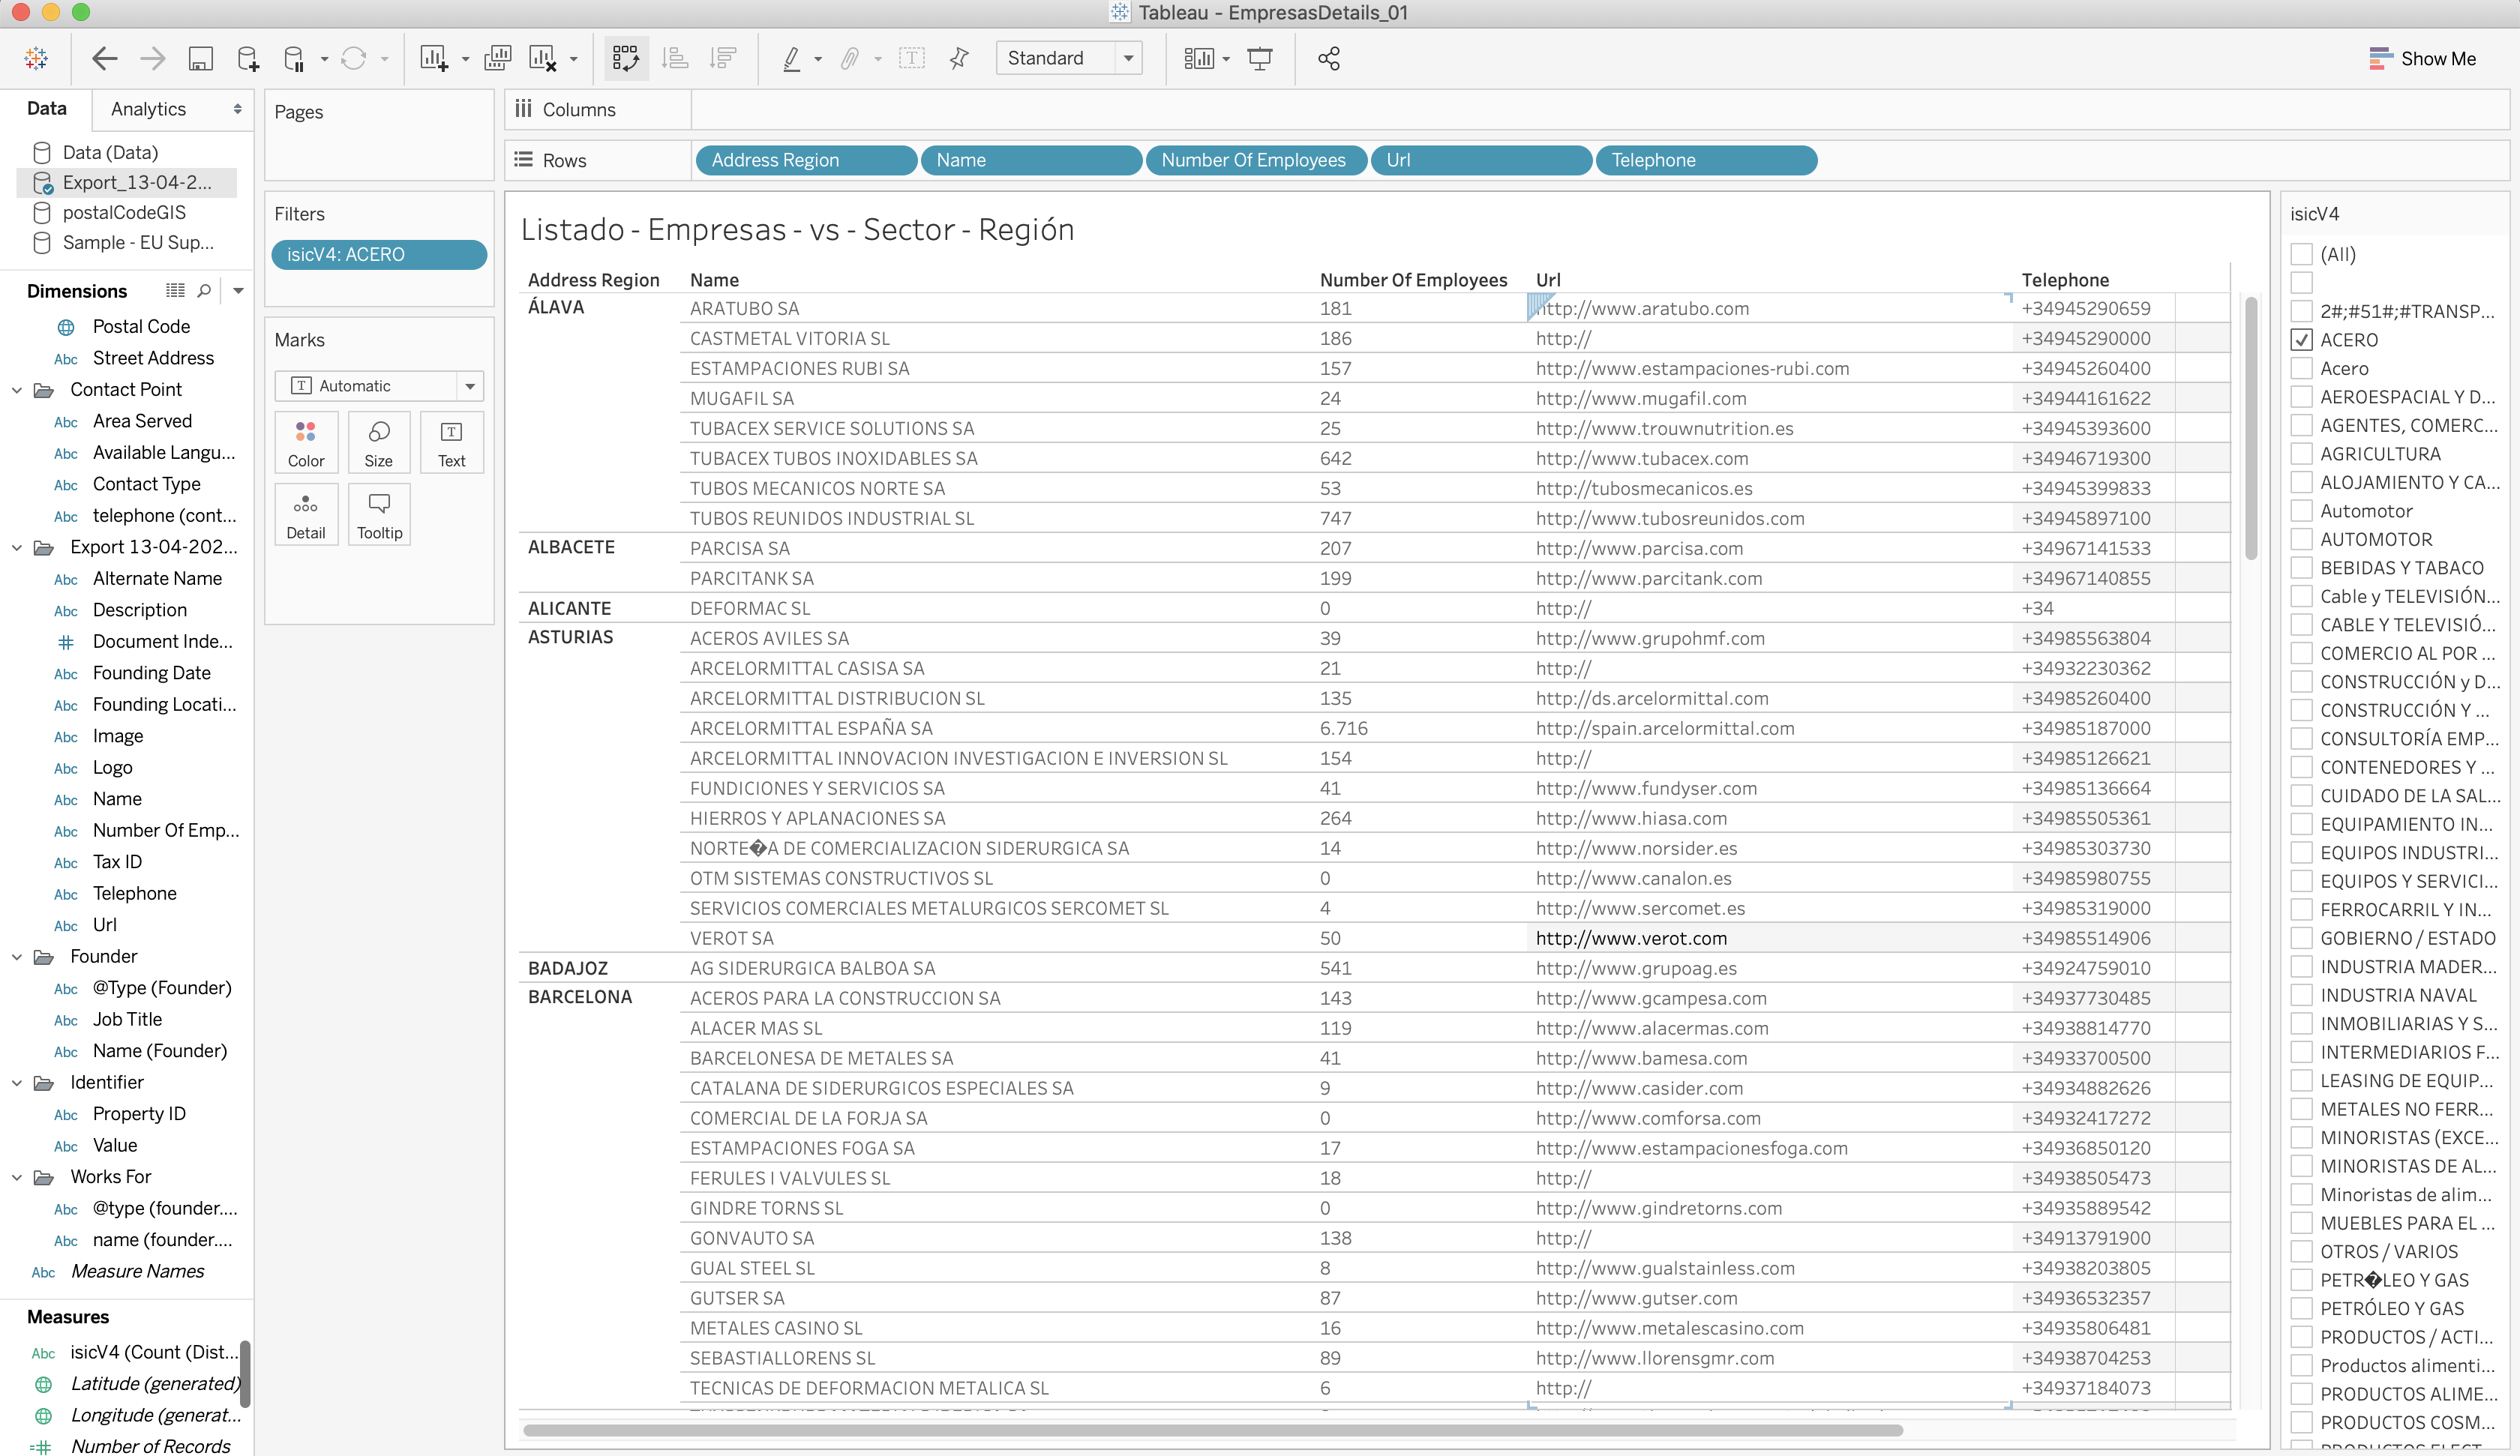 Tableau - EmpresasDetails_01
Standard
Show Me
Data
Analytics
Data (Data)
Export_13-04-2...
postalCodeGIS
Sample - EU Sup...
Dimensions
Postal Code
Abc Street Address
Contact Point
Abc Area Served
Abc Available Langu...
Abc Contact Type
Abc telephone (cont...
Export 13-04-202...
Abc Alternate Name
Abc Description
Document Inde...
Abc Founding Date
Abc Founding Locati...
Abc Image
Abc Logo
Abc Name
Abc Number Of Emp...
Abc Tax ID
Abc Telephone
Abc Url
Founder
Abc @Type (Founder)
Abc Job Title
Abc Name (Founder)
Identifier
Abc Property ID
Abc Value
Works For
Abc @type (founder....
Abc name (founder....
Abc Measure Names
Measures
Abc isicV4 (Count (Dist...
Latitude (generated)
Longitude (generat...
Number of Records
Pages
Filters
isicV4: ACERO
Marks
T Automatic
Color Size Text
Detail Tooltip
Columns
Rows Address Region Name Number Of Employees Url Telephone
Listado - Empresas - vs - Sector - Región
Address Region Name Number Of Employees Url Telephone
ÁLAVA ARATUBO SA 181 http://www.aratubo.com +34945290659
CASTMETAL VITORIA SL 186 http:// +34945290000
ESTAMPACIONES RUBI SA 157 http://www.estampaciones-rubi.com +34945260400
MUGAFIL SA 24 http://www.mugafil.com +34944161622
TUBACEX SERVICE SOLUTIONS SA 25 http://www.trouwnutrition.es +34945393600
TUBACEX TUBOS INOXIDABLES SA 642 http://www.tubacex.com +34946719300
TUBOS MECANICOS NORTE SA 53 http://tubosmecanicos.es +34945399833
TUBOS REUNIDOS INDUSTRIAL SL 747 http://www.tubosreunidos.com +34945897100
ALBACETE PARCISA SA 207 http://www.parcisa.com +34967141533
PARCITANK SA 199 http://www.parcitank.com +34967140855
ALICANTE DEFORMAC SL 0 http:// +34
ASTURIAS ACEROS AVILES SA 39 http://www.grupohmf.com +34985563804
ARCELORMITTAL CASISA SA 21 http:// +34932230362
ARCELORMITTAL DISTRIBUCION SL 135 http://ds.arcelormittal.com +34985260400
ARCELORMITTAL ESPAÑA SA 6.716 http://spain.arcelormittal.com +34985187000
ARCELORMITTAL INNOVACION INVESTIGACION E INVERSION SL 154 http:// +34985126621
FUNDICIONES Y SERVICIOS SA 41 http://www.fundyser.com +34985136664
HIERROS Y APLANACIONES SA 264 http://www.hiasa.com +34985505361
NORTE�A DE COMERCIALIZACION SIDERURGICA SA 14 http://www.norsider.es +34985303730
OTM SISTEMAS CONSTRUCTIVOS SL 0 http://www.canalon.es +34985980755
SERVICIOS COMERCIALES METALURGICOS SERCOMET SL 4 http://www.sercomet.es +34985319000
VEROT SA 50 http://www.verot.com +34985514906
BADAJOZ AG SIDERURGICA BALBOA SA 541 http://www.grupoag.es +34924759010
BARCELONA ACEROS PARA LA CONSTRUCCION SA 143 http://www.gcampesa.com +34937730485
ALACER MAS SL 119 http://www.alacermas.com +34938814770
BARCELONESA DE METALES SA 41 http://www.bamesa.com +34933700500
CATALANA DE SIDERURGICOS ESPECIALES SA 9 http://www.casider.com +34934882626
COMERCIAL DE LA FORJA SA 0 http://www.comforsa.com +34932417272
ESTAMPACIONES FOGA SA 17 http://www.estampacionesfoga.com +34936850120
FERULES I VALVULES SL 18 http:// +34938505473
GINDRE TORNS SL 0 http://www.gindretorns.com +34935889542
GONVAUTO SA 138 http:// +34913791900
GUAL STEEL SL 8 http://www.gualstainless.com +34938203805
GUTSER SA 87 http://www.gutser.com +34936532357
METALES CASINO SL 16 http://www.metalescasino.com +34935806481
SEBASTIALLORENS SL 89 http://www.llorensgmr.com +34938704253
TECNICAS DE DEFORMACION METALICA SL 6 http:// +34937184073
isicV4
(All)
2#;#51#;#TRANSP...
ACERO
Acero
AEROESPACIAL Y D...
AGENTES, COMERC...
AGRICULTURA
ALOJAMIENTO Y CA...
Automotor
AUTOMOTOR
BEBIDAS Y TABACO
Cable y TELEVISIÓN...
CABLE Y TELEVISIÓ...
COMERCIO AL POR ...
CONSTRUCCIÓN y D...
CONSTRUCCIÓN Y ...
CONSULTORÍA EMP...
CONTENEDORES Y ...
CUIDADO DE LA SAL...
EQUIPAMIENTO IN...
EQUIPOS INDUSTRI...
EQUIPOS Y SERVICI...
FERROCARRIL Y IN...
GOBIERNO / ESTADO
INDUSTRIA MADER...
INDUSTRIA NAVAL
INMOBILIARIAS Y S...
INTERMEDIARIOS F...
LEASING DE EQUIP...
METALES NO FERR...
MINORISTAS (EXCE...
MINORISTAS DE AL...
Minoristas de alim...
MUEBLES PARA EL ...
OTROS / VARIOS
PETR�LEO Y GAS
PETRÓLEO Y GAS
PRODUCTOS / ACTI...
Productos alimenti...
PRODUCTOS ALIME...
PRODUCTOS COSM...
PRODUCTOS ELECT...